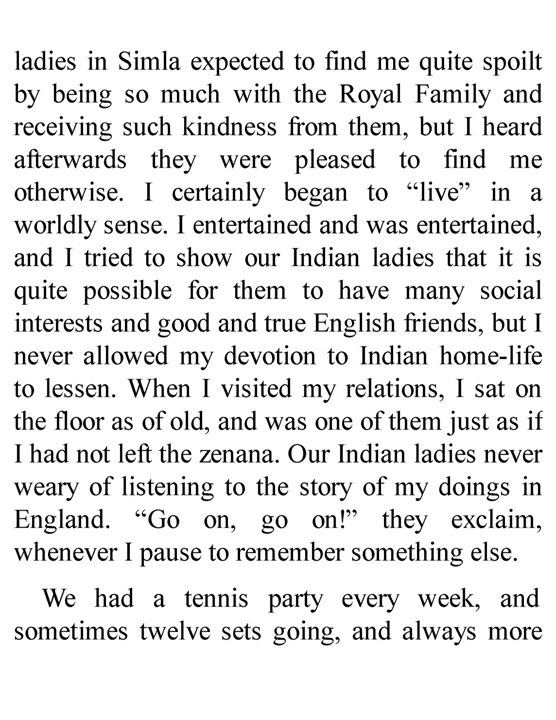 ladies in Simla expected to find me quite spoilt
by being so much with the Royal Family and
receiving such kindness from them, but I heard
afterwards they were pleased to find me
otherwise. I certainly began to “live” in a
worldly sense. I entertained and was entertained,
and I tried to show our Indian ladies that it is
quite possible for them to have many social
interests and good and true English friends, but I
never allowed my devotion to Indian home-life
to lessen. When I visited my relations, I sat on
the floor as of old, and was one of them just as if
I had not left the zenana. Our Indian ladies never
weary of listening to the story of my doings in
England. “Go on, go on!” they exclaim,
whenever I pause to remember something else.
We had a tennis party every week, and
sometimes twelve sets going, and always more